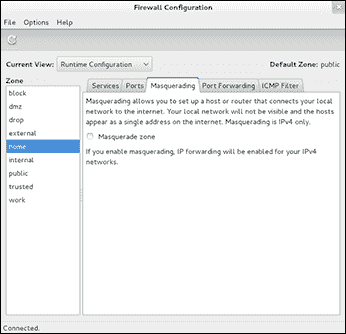 Firewall Configuration
File Options Help
Current View: Runtime Configuration Default Zone: public
Zone
Services Ports Masquerading Port Forwarding ICMP Filter
block
dmz
drop
external
home
internal
public
trusted
work
Masquerading allows you to set up a host or router that connects your local
network to the internet. Your local network will not be visible and the hosts
appear as a single address on the internet. Masquerading is IPv4 only.
Masquerade zone
If you enable masquerading, IP forwarding will be enabled for your IPv4
networks.
Connected.